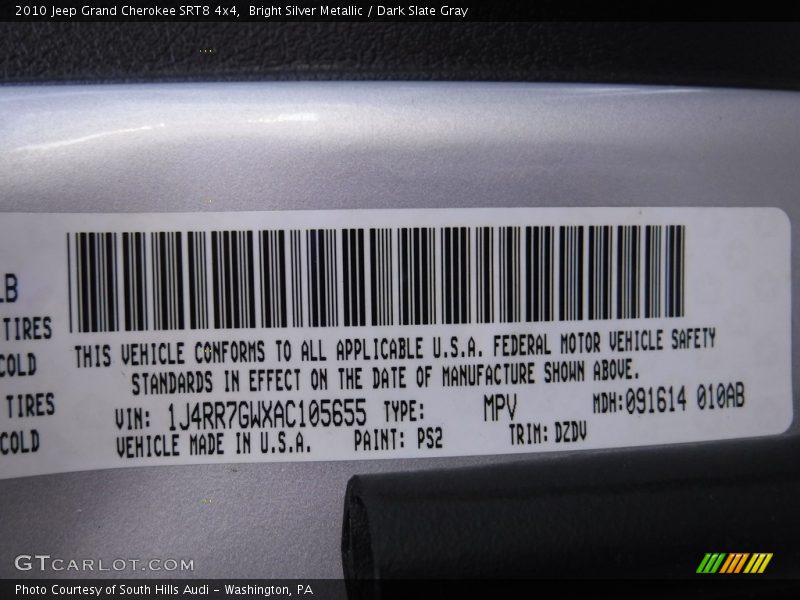 2010 Jeep Grand Cherokee SRT8 4x4, Bright Silver Metallic / Dark Slate Gray
LB
TIRES
COLD
TIRES
COLD
THIS VEHICLE CONFORMS TO ALL APPLICABLE U.S.A. FEDERAL MOTOR VEHICLE SAFETY
STANDARDS IN EFFECT ON THE DATE OF MANUFACTURE SHOWN ABOVE.
VIN: 1J4RR7GWXAC105655 TYPE: MPV MDH:091614 010AB
VEHICLE MADE IN U.S.A. PAINT: PS2 TRIM: DZDV
GTCARLOT.COM
Photo Courtesy of South Hills Audi - Washington, PA